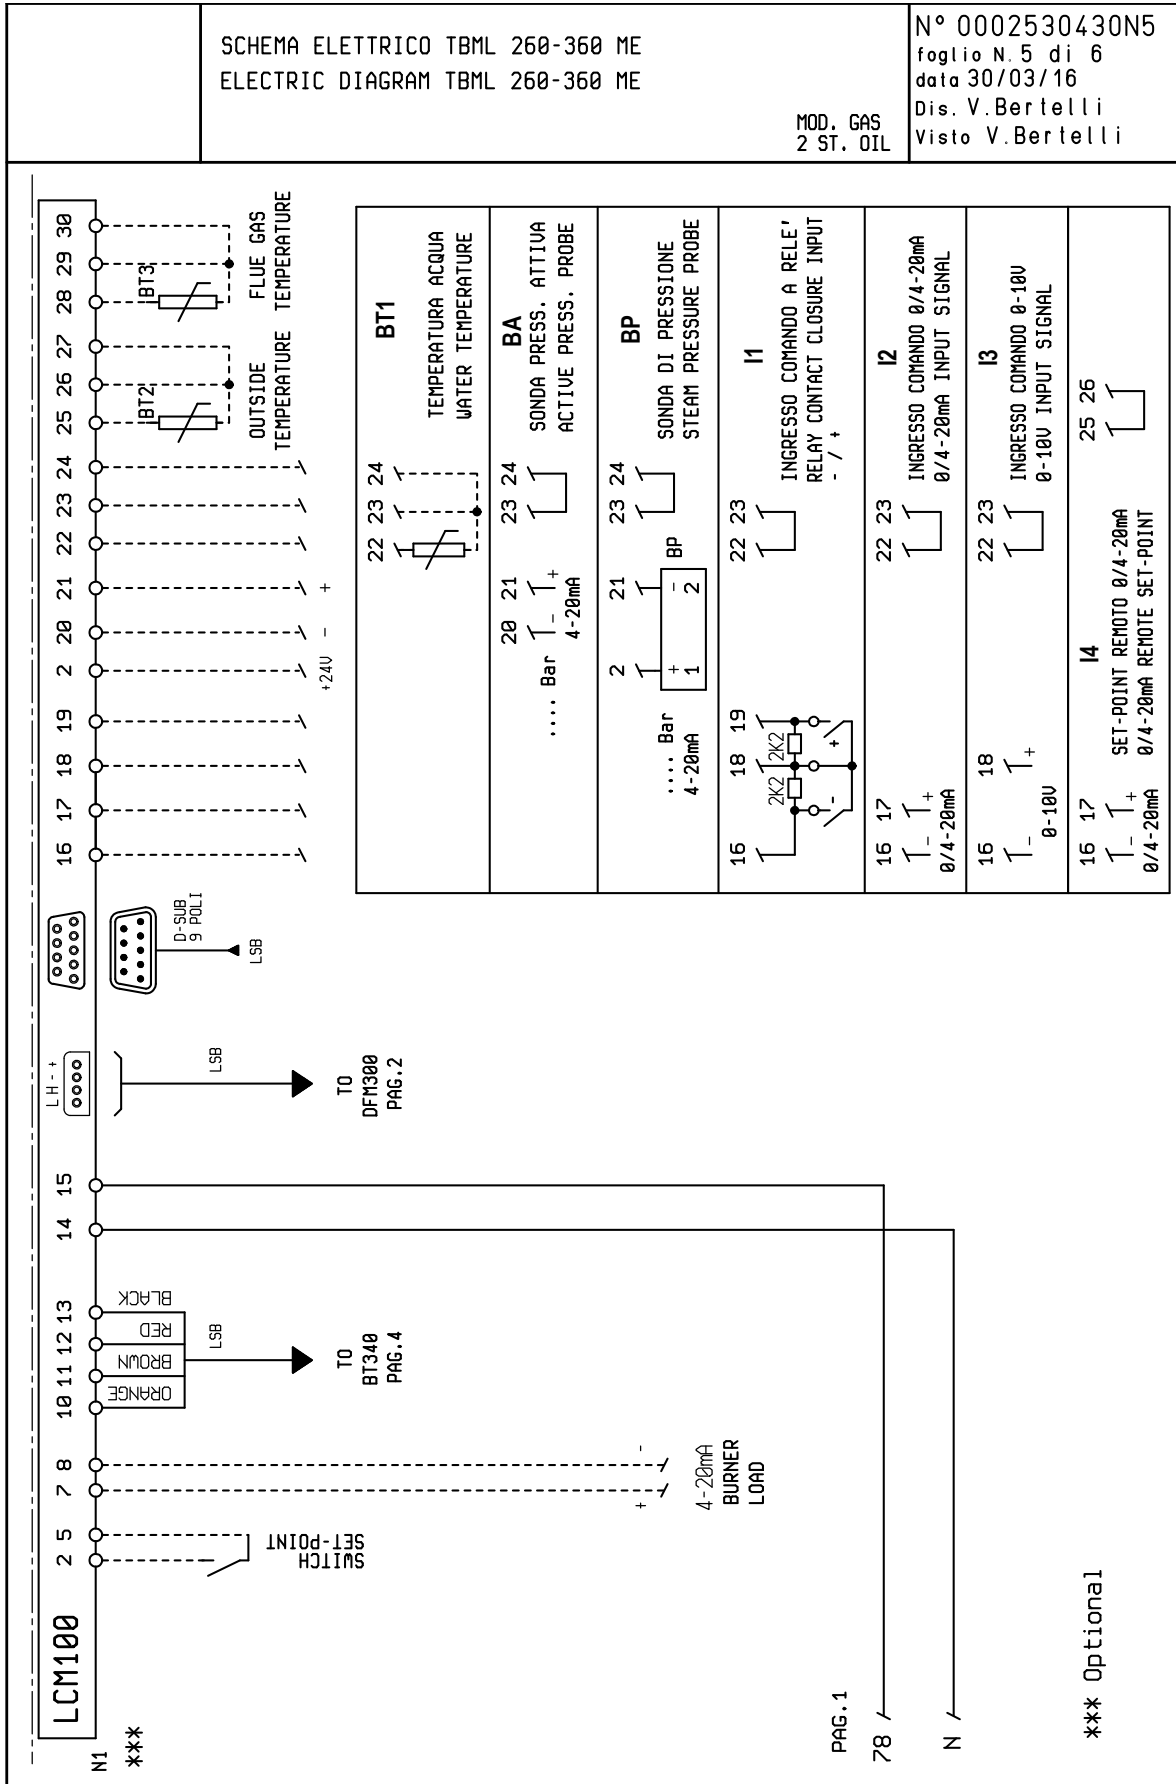 SCHEMA ELETTRICO TBML 260-360 ME
ELECTRIC DIAGRAM TBML 260-360 ME
MOD. GAS
2 ST. OIL
N° 0002530430N5
foglio N. 5 di 6
data 30/03/16
Dis. V.Bertelli
Visto V.Bertelli
LCM100
N1
***
2 5 7 8 10 11 12 13 14 15 16 17 18 19 2 20 21 22 23 24 25 26 27 28 29 30
SWITCH
SET-POINT
+ -
4-20mA
BURNER
LOAD
ORANGE
BROWN
RED
BLACK
LSB
TO
BT340
PAG.4
L H - +
LSB
TO
DFM300
PAG.2
D-SUB
9 POLI
LSB
+24V - +
BT2
OUTSIDE
TEMPERATURE
BT3
FLUE GAS
TEMPERATURE
PAG.1
78
N
*** Optional
BT1
TEMPERATURA ACQUA
WATER TEMPERATURE
22 23 24
BA
SONDA PRESS. ATTIVA
ACTIVE PRESS. PROBE
.... Bar
20 21 23 24
- +
4-20mA
BP
SONDA DI PRESSIONE
STEAM PRESSURE PROBE
.... Bar
4-20mA
2 21 23 24
+ -
1 2
BP
I1
INGRESSO COMANDO A RELE'
RELAY CONTACT CLOSURE INPUT
- / +
16 18 19 22 23
2K2 2K2
- +
I2
INGRESSO COMANDO 0/4-20mA
0/4-20mA INPUT SIGNAL
16 17 22 23
- +
0/4-20mA
I3
INGRESSO COMANDO 0-10V
0-10V INPUT SIGNAL
16 18 22 23
- +
0-10V
I4
SET-POINT REMOTO 0/4-20mA
0/4-20mA REMOTE SET-POINT
16 17 25 26
- +
0/4-20mA